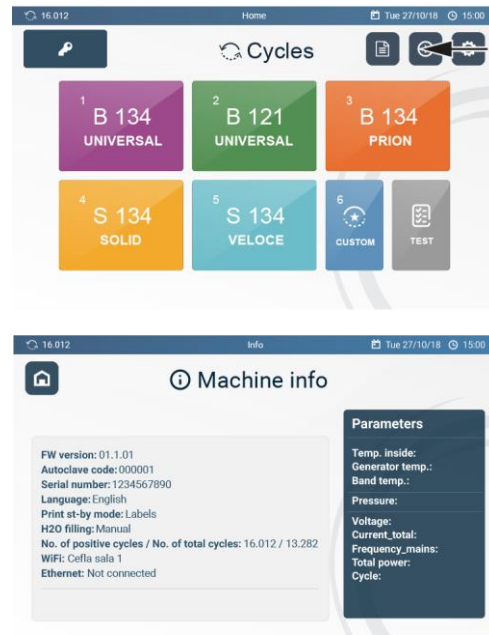 16.012 Home Tue 27/10/18 15:00
Cycles
1
B 134
UNIVERSAL
2
B 121
UNIVERSAL
3
B 134
PRION
4
S 134
SOLID
5
S 134
VELOCE
6
CUSTOM
TEST
16.012 Info Tue 27/10/18 15:00
Machine info
FW version: 01.1.01
Autoclave code: 000001
Serial number: 1234567890
Language: English
Print st-by mode: Labels
H2O filling: Manual
No. of positive cycles / No. of total cycles: 16.012 / 13.282
WiFi: Cefla sala 1
Ethernet: Not connected
Parameters
Temp. inside:
Generator temp.:
Band temp.:
Pressure:
Voltage:
Current_total:
Frequency_mains:
Total power:
Cycle: